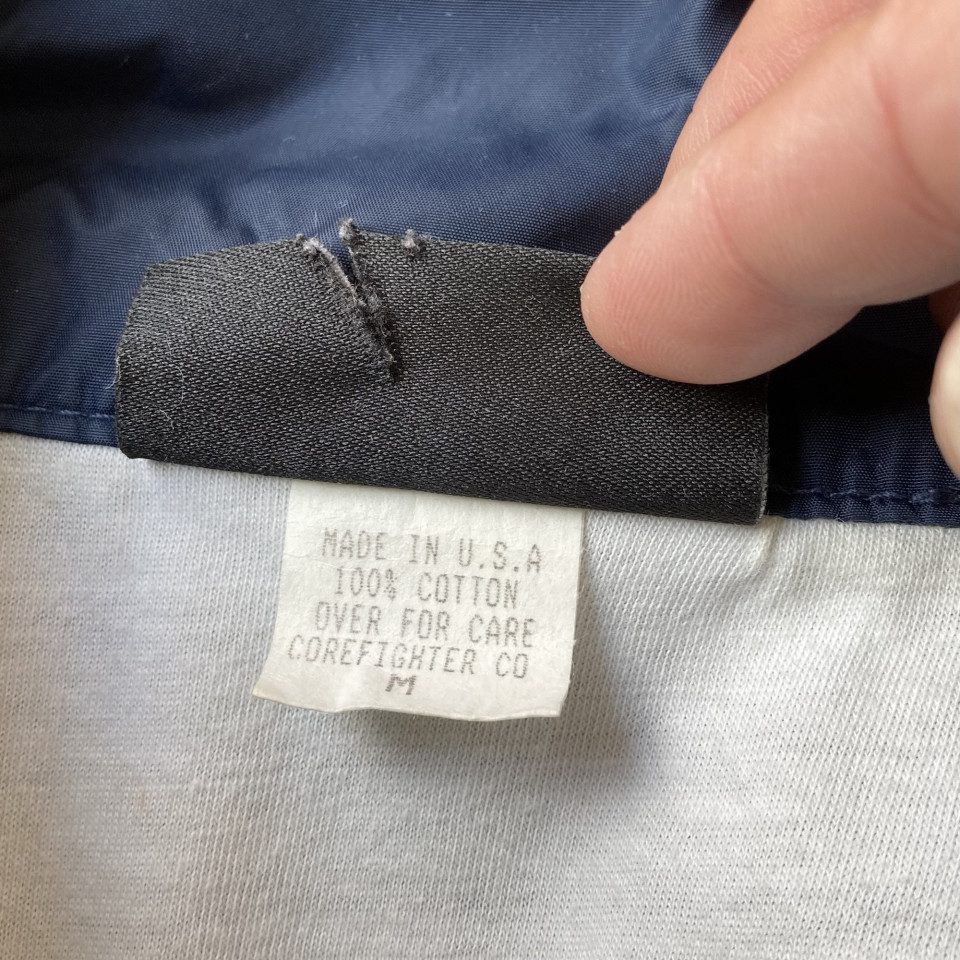 MADE IN U.S.A
100% COTTON
OVER FOR CARE
COREFIGHTER CO
M